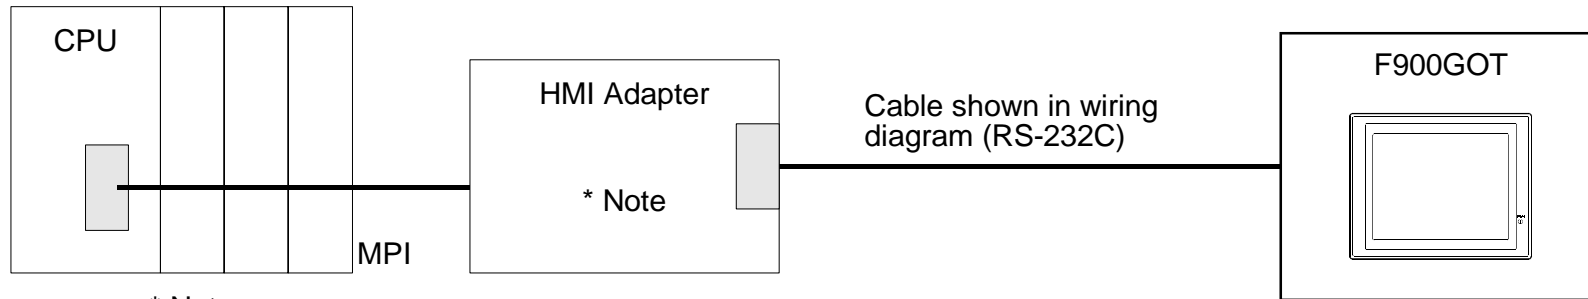 CPU
HMI Adapter
* Note
MPI
Cable shown in wiring
diagram (RS-232C)
F900GOT